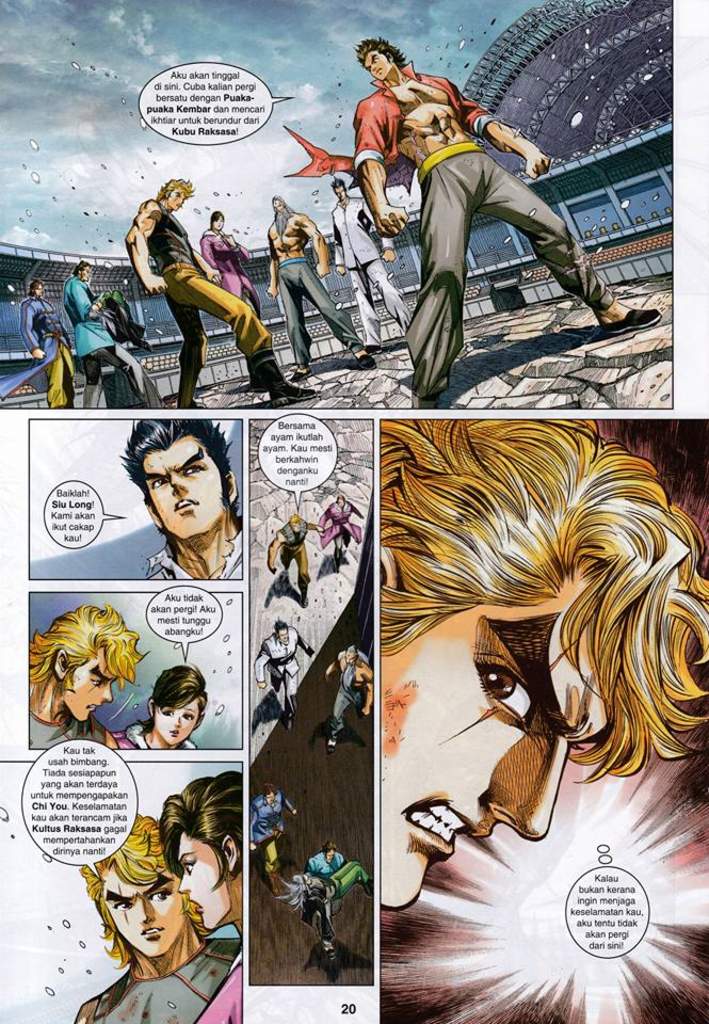 Aku akan tinggal
di sini. Cuba kalian pergi
bersatu dengan Puaka-
puaka Kembar dan mencari
ikhtiar untuk berundur dari
Kubu Raksasa!
Baiklah!
Siu Long!
Kami akan
ikut cakap
kau!
Aku tidak
akan pergi! Aku
mesti tunggu
abangku!
Kau tak
usah bimbang.
Tiada sesiapapun
yang akan terdaya
untuk mempengapakan
Chi You. Keselamatan
kau akan terancam jika
Kultus Raksasa gagal
mempertahankan
dirinya nanti!
Bersama
ayam ikutlah
ayam. Kau mesti
berkahwin
denganku
nanti!
Kalau
bukan kerana
ingin menjaga
keselamatan kau,
aku tentu tidak
akan pergi
dari sini!
20